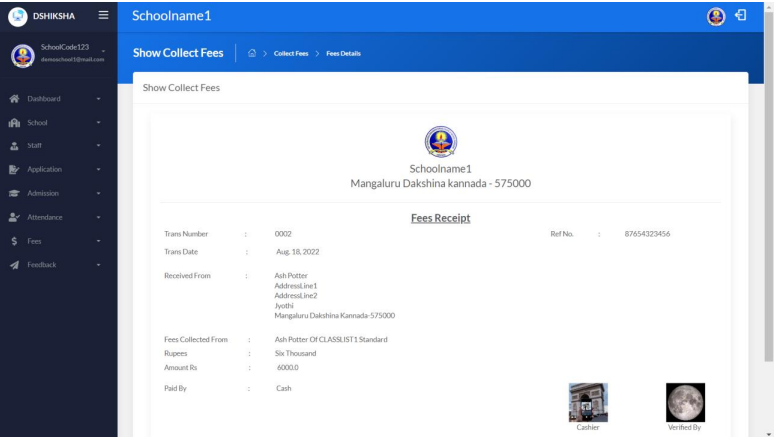 DSHIKSHA
Schoolname1
SchoolCode123
demoschool1@mail.com
Show Collect Fees
Collect Fees > Fees Details
Dashboard
School
Staff
Application
Admission
Attendance
Fees
Feedback
Show Collect Fees
Schoolname1
Mangaluru Dakshina kannada - 575000
Fees Receipt
Trans Number : 0002
Ref No. : 87654323456
Trans Date : Aug. 18, 2022
Received From : Ash Potter
AddressLine1
AddressLine2
Jyothi
Mangaluru Dakshina Kannada-575000
Fees Collected From : Ash Potter Of CLASSLIST1 Standard
Rupees : Six Thousand
Amount Rs : 6000.0
Paid By : Cash
Cashier
Verified By